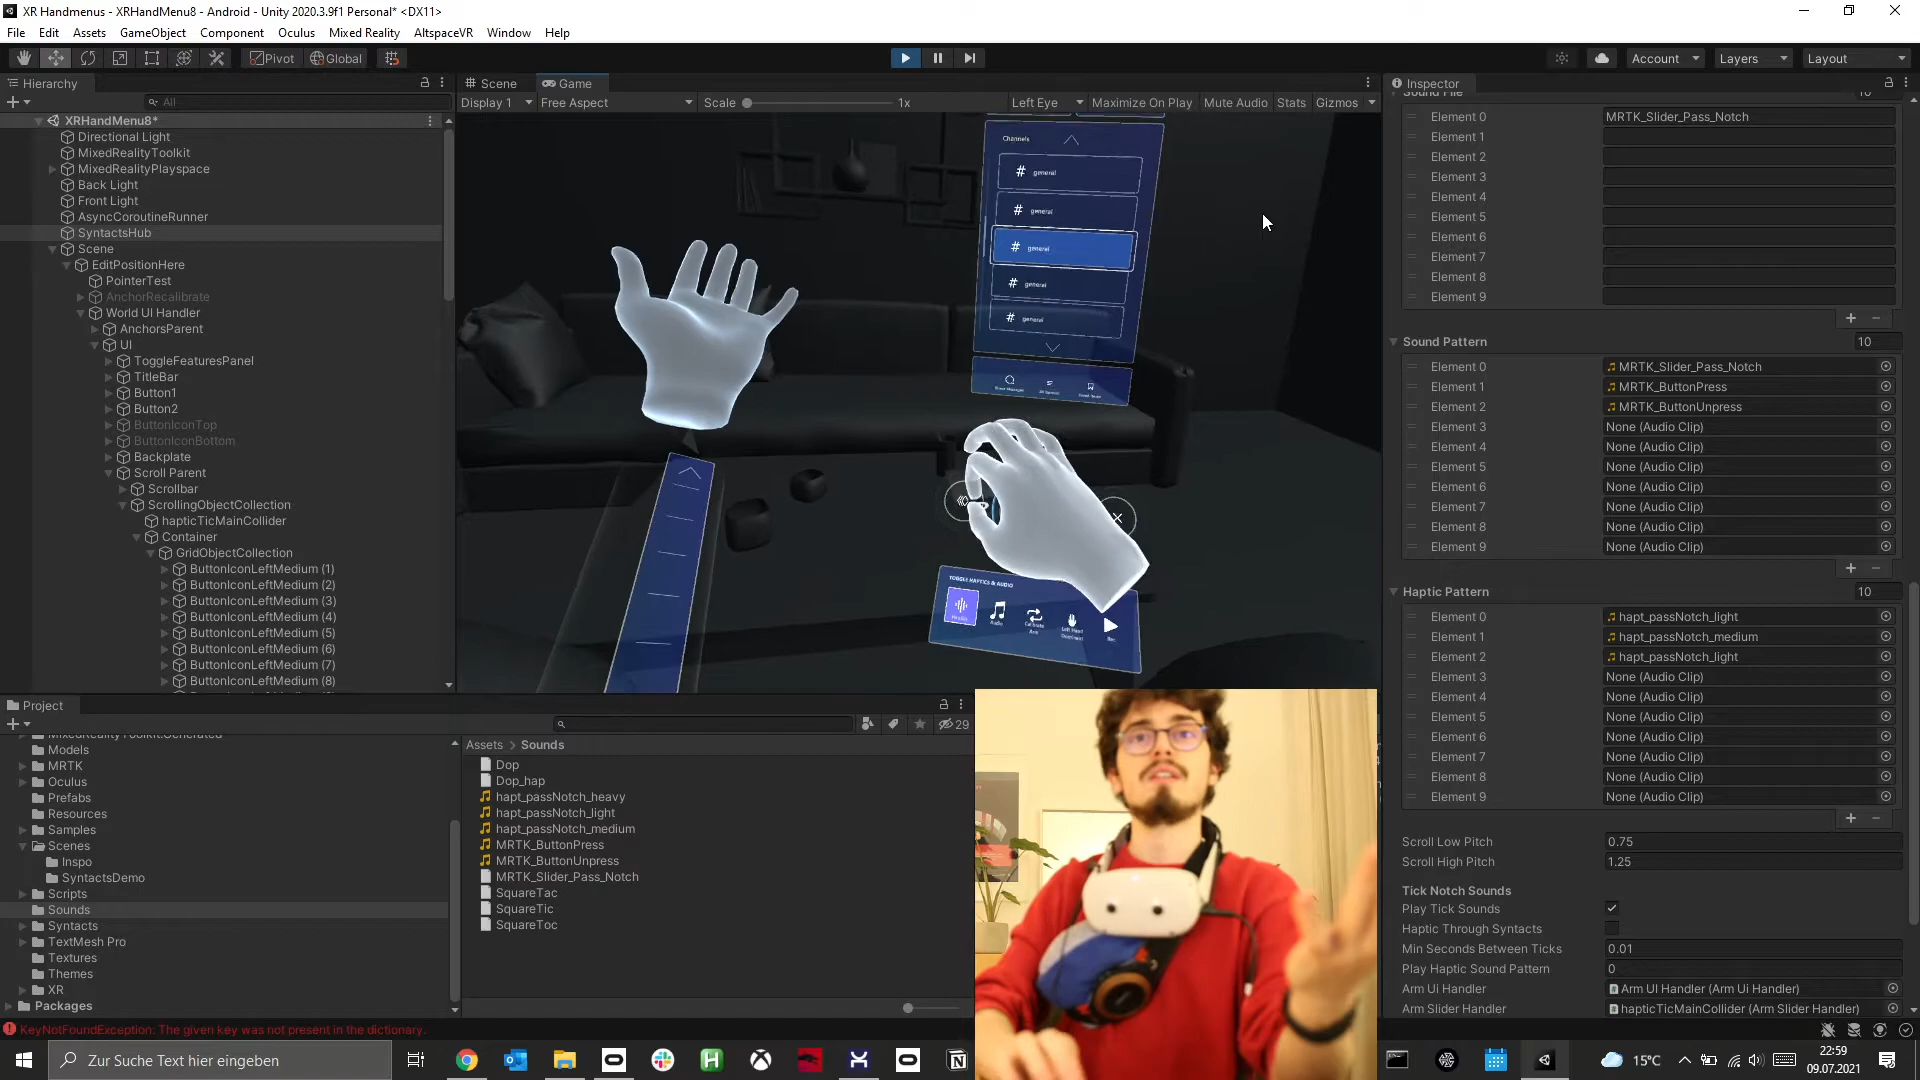 XR Handmenus - XRHandMenu8 - Android - Unity 2020.3.9f1 Personal* <DX11>
File Edit Assets GameObject Component Oculus Mixed Reality AltspaceVR Window Help
Pivot Global Account Layers Layout
Hierarchy
All
XRHandMenu8*
Directional Light
MixedRealityToolkit
MixedRealityPlayspace
Back Light
Front Light
AsyncCoroutineRunner
SyntactsHub
Scene
EditPositionHere
PointerTest
AnchorRecalibrate
World UI Handler
AnchorsParent
UI
ToggleFeaturesPanel
TitleBar
Button1
Button2
ButtonIconTop
ButtonIconBottom
Backplate
Scroll Parent
Scrollbar
ScrollingObjectCollection
hapticTicMainCollider
Container
GridObjectCollection
ButtonIconLeftMedium (1)
ButtonIconLeftMedium (2)
ButtonIconLeftMedium (3)
ButtonIconLeftMedium (4)
ButtonIconLeftMedium (5)
ButtonIconLeftMedium (6)
ButtonIconLeftMedium (7)
ButtonIconLeftMedium (8)
Scene Game
Display 1 Free Aspect Scale 1x Left Eye Maximize On Play Mute Audio Stats Gizmos
Channels
# general
# general
# general
# general
# general
TOGGLE HAPTICS & AUDIO
Audio
Inspector
Sound File 10
Element 0 MRTK_Slider_Pass_Notch
Element 1
Element 2
Element 3
Element 4
Element 5
Element 6
Element 7
Element 8
Element 9
Sound Pattern 10
Element 0 MRTK_Slider_Pass_Notch
Element 1 MRTK_ButtonPress
Element 2 MRTK_ButtonUnpress
Element 3 None (Audio Clip)
Element 4 None (Audio Clip)
Element 5 None (Audio Clip)
Element 6 None (Audio Clip)
Element 7 None (Audio Clip)
Element 8 None (Audio Clip)
Element 9 None (Audio Clip)
Haptic Pattern 10
Element 0 hapt_passNotch_light
Element 1 hapt_passNotch_medium
Element 2 hapt_passNotch_light
Element 3 None (Audio Clip)
Element 4 None (Audio Clip)
Element 5 None (Audio Clip)
Element 6 None (Audio Clip)
Element 7 None (Audio Clip)
Element 8 None (Audio Clip)
Element 9 None (Audio Clip)
Scroll Low Pitch 0.75
Scroll High Pitch 1.25
Tick Notch Sounds
Play Tick Sounds
Haptic Through Syntacts
Min Seconds Between Ticks 0.01
Play Haptic Sound Pattern 0
Arm Ui Handler Arm UI Handler (Arm Ui Handler)
Arm Slider Handler hapticTicMainCollider (Arm Slider Handler)
Project
29
MixedRealityToolkit.Generated
Models
MRTK
Oculus
Prefabs
Resources
Samples
Scenes
Inspo
SyntactsDemo
Scripts
Sounds
Syntacts
TextMesh Pro
Textures
Themes
XR
Packages
Assets > Sounds
Dop
Dop_hap
hapt_passNotch_heavy
hapt_passNotch_light
hapt_passNotch_medium
MRTK_ButtonPress
MRTK_ButtonUnpress
MRTK_Slider_Pass_Notch
SquareTac
SquareTic
SquareToc
KeyNotFoundException: The given key was not present in the dictionary.
Zur Suche Text hier eingeben
15°C
22:59
09.07.2021